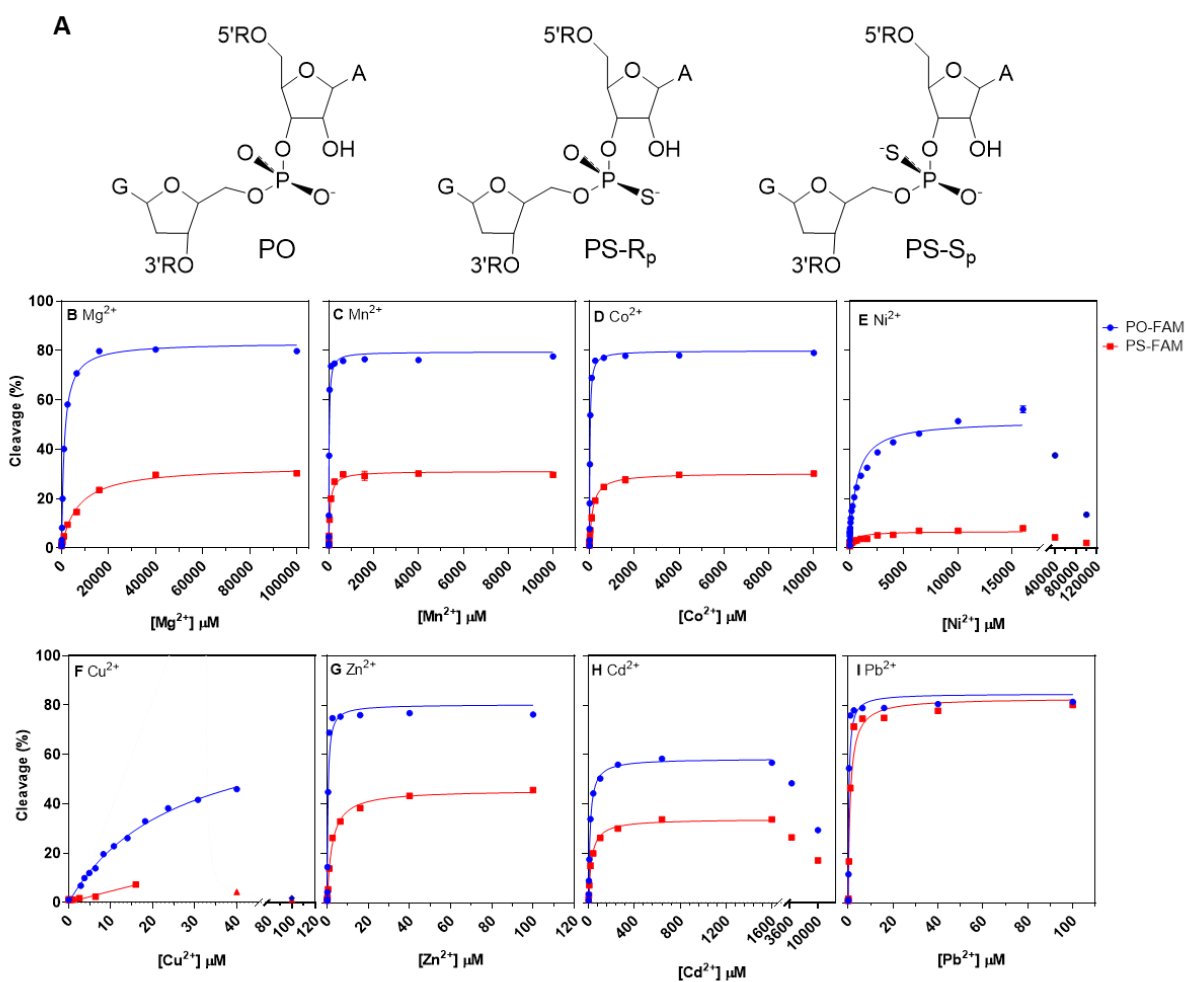 A
5'RO 5'RO 5'RO
O A O A O A
O OH O OH O OH
O O ⁻S
G O P G O P G O P
O O⁻ O S⁻ O O⁻
3'RO PO 3'RO PS-Rp 3'RO PS-Sp
B Mg²⁺
C Mn²⁺
D Co²⁺
E Ni²⁺
PO-FAM
PS-FAM
Cleavage (%)
100
80
60
40
20
0
0 20000 40000 60000 80000 100000
[Mg²⁺] µM
0 2000 4000 6000 8000 10000
[Mn²⁺] µM
0 2000 4000 6000 8000 10000
[Co²⁺] µM
0 5000 10000 15000 40000 80000 120000
[Ni²⁺] µM
F Cu²⁺
G Zn²⁺
H Cd²⁺
I Pb²⁺
Cleavage (%)
100
80
60
40
20
0
0 10 20 30 40 80 100 120
[Cu²⁺] µM
0 20 40 60 80 100 120
[Zn²⁺] µM
0 400 800 1200 1600 3600 10000
[Cd²⁺] µM
0 20 40 60 80 100
[Pb²⁺] µM